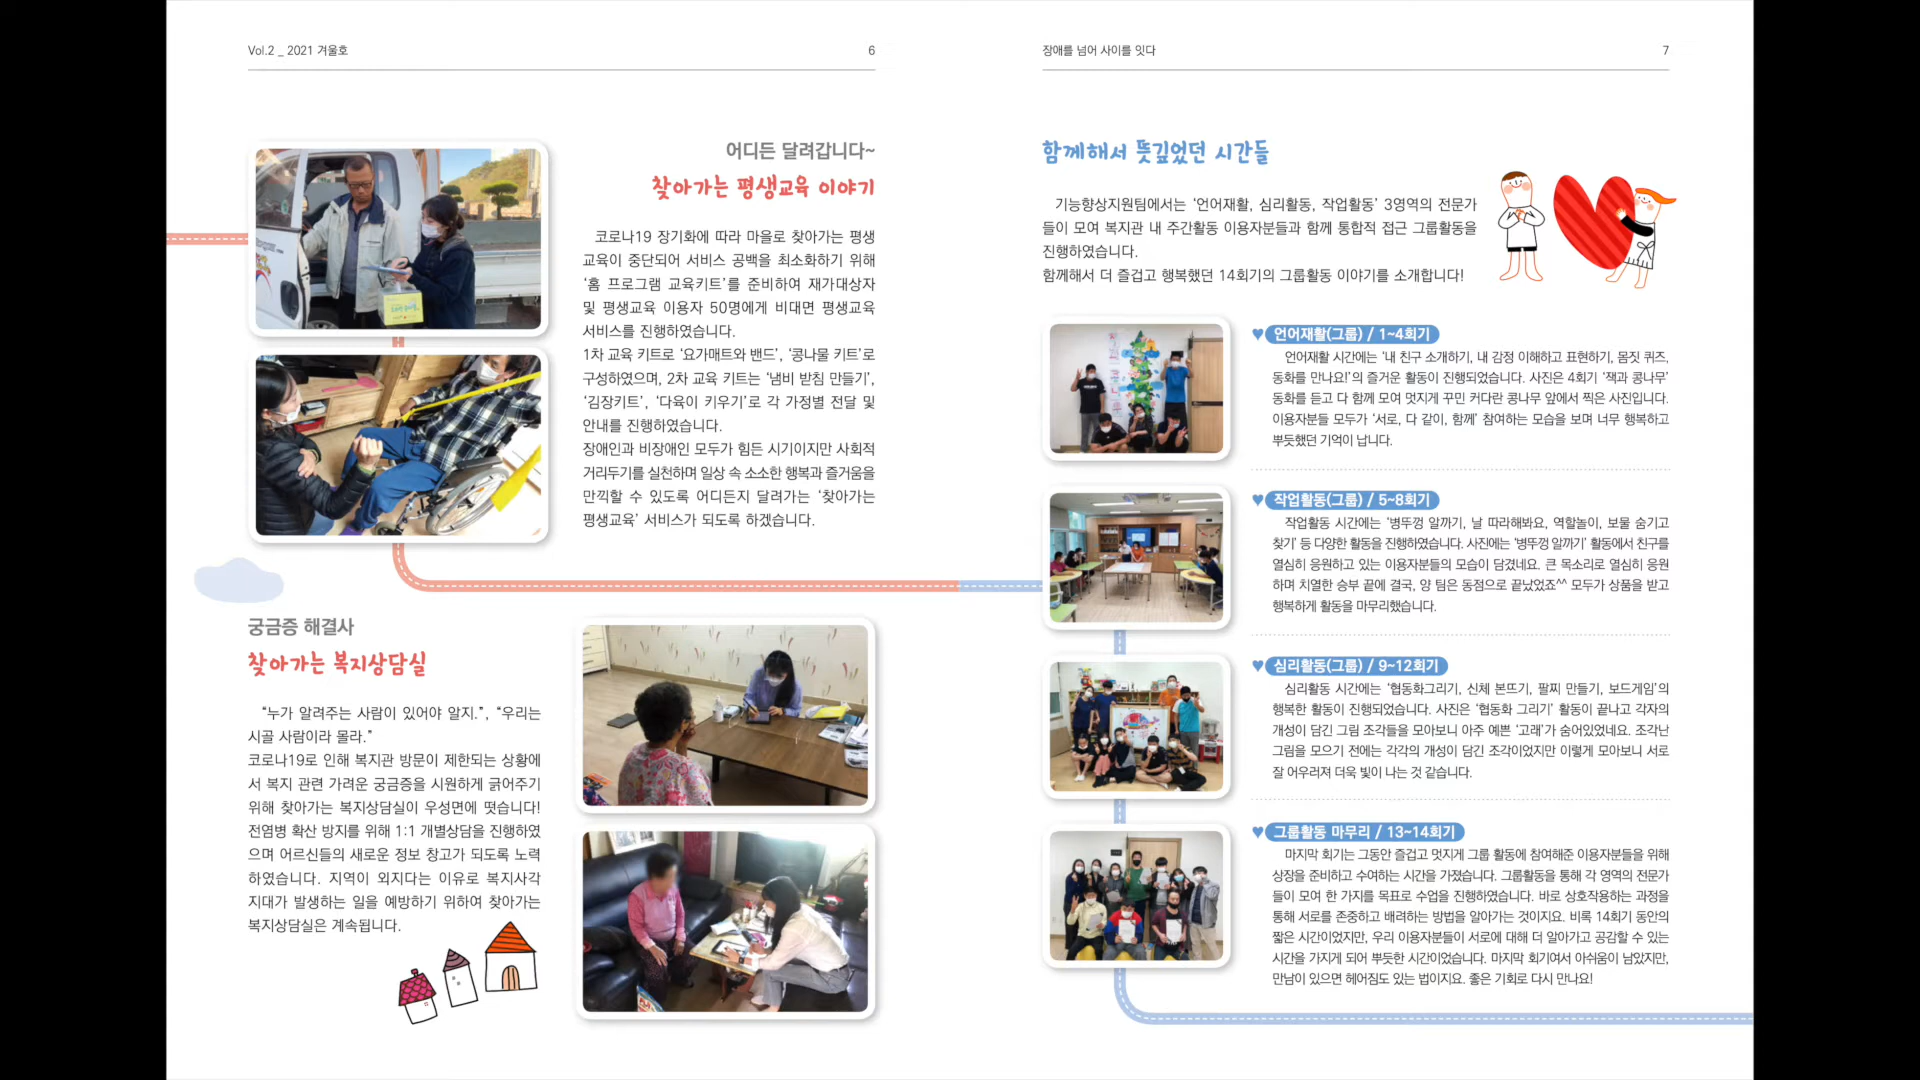 Vol.2 _ 2021 겨울호
6
어디든 달려갑니다~
찾아가는 평생교육 이야기
코로나19 장기화에 따라 마을로 찾아가는 평생
교육이 중단되어 서비스 공백을 최소화하기 위해
‘홈 프로그램 교육키트’를 준비하여 재가대상자
및 평생교육 이용자 50명에게 비대면 평생교육
서비스를 진행하였습니다.
1차 교육 키트로 ‘요가매트와 밴드’, ‘콩나물 키트’로
구성하였으며, 2차 교육 키트는 ‘냄비 받침 만들기’,
‘김장키트’, ‘다육이 키우기’로 각 가정별 전달 및
안내를 진행하였습니다.
장애인과 비장애인 모두가 힘든 시기이지만 사회적
거리두기를 실천하며 일상 속 소소한 행복과 즐거움을
만끽할 수 있도록 어디든지 달려가는 ‘찾아가는
평생교육’ 서비스가 되도록 하겠습니다.
궁금증 해결사
찾아가는 복지상담실
“누가 알려주는 사람이 있어야 알지.”, “우리는
시골 사람이라 몰라.”
코로나19로 인해 복지관 방문이 제한되는 상황에
서 복지 관련 가려운 궁금증을 시원하게 긁어주기
위해 찾아가는 복지상담실이 우성면에 떳습니다!
전염병 확산 방지를 위해 1:1 개별상담을 진행하였
으며 어르신들의 새로운 정보 창고가 되도록 노력
하였습니다. 지역이 외지다는 이유로 복지사각
지대가 발생하는 일을 예방하기 위하여 찾아가는
복지상담실은 계속됩니다.
장애를 넘어 사이를 잇다
7
함께해서 뜻깊었던 시간들
기능향상지원팀에서는 ‘언어재활, 심리활동, 작업활동’ 3영역의 전문가
들이 모여 복지관 내 주간활동 이용자분들과 함께 통합적 접근 그룹활동을
진행하였습니다.
함께해서 더 즐겁고 행복했던 14회기의 그룹활동 이야기를 소개합니다!
♥ 언어재활(그룹) / 1~4회기
언어재활 시간에는 ‘내 친구 소개하기, 내 감정 이해하고 표현하기, 몸짓 퀴즈,
동화를 만나요!’의 즐거운 활동이 진행되었습니다. 사진은 4회기 ‘잭과 콩나무’
동화를 듣고 다 함께 모여 멋지게 꾸민 커다란 콩나무 앞에서 찍은 사진입니다.
이용자분들 모두가 ‘서로, 다 같이, 함께’ 참여하는 모습을 보며 너무 행복하고
뿌듯했던 기억이 납니다.
♥ 작업활동(그룹) / 5~8회기
작업활동 시간에는 ‘병뚜껑 알까기, 날 따라해봐요, 역할놀이, 보물 숨기고
찾기’ 등 다양한 활동을 진행하였습니다. 사진에는 ‘병뚜껑 알까기’ 활동에서 친구를
열심히 응원하고 있는 이용자분들의 모습이 담겼네요. 큰 목소리로 열심히 응원
하며 치열한 승부 끝에 결국, 양 팀은 동점으로 끝났었죠^^ 모두가 상품을 받고
행복하게 활동을 마무리했습니다.
♥ 심리활동(그룹) / 9~12회기
심리활동 시간에는 ‘협동화그리기, 신체 본뜨기, 팔찌 만들기, 보드게임’의
행복한 활동이 진행되었습니다. 사진은 ‘협동화 그리기’ 활동이 끝나고 각자의
개성이 담긴 그림 조각들을 모아보니 아주 예쁜 ‘고래’가 숨어있었네요. 조각난
그림을 모으기 전에는 각각의 개성이 담긴 조각이었지만 이렇게 모아보니 서로
잘 어우러져 더욱 빛이 나는 것 같습니다.
♥ 그룹활동 마무리 / 13~14회기
마지막 회기는 그동안 즐겁고 멋지게 그룹 활동에 참여해준 이용자분들을 위해
상장을 준비하고 수여하는 시간을 가졌습니다. 그룹활동을 통해 각 영역의 전문가
들이 모여 한 가지를 목표로 수업을 진행하였습니다. 바로 상호작용하는 과정을
통해 서로를 존중하고 배려하는 방법을 알아가는 것이지요. 비록 14회기 동안의
짧은 시간이었지만, 우리 이용자분들이 서로에 대해 더 알아가고 공감할 수 있는
시간을 가지게 되어 뿌듯한 시간이었습니다. 마지막 회기여서 아쉬움이 남았지만,
만남이 있으면 헤어짐도 있는 법이지요. 좋은 기회로 다시 만나요!